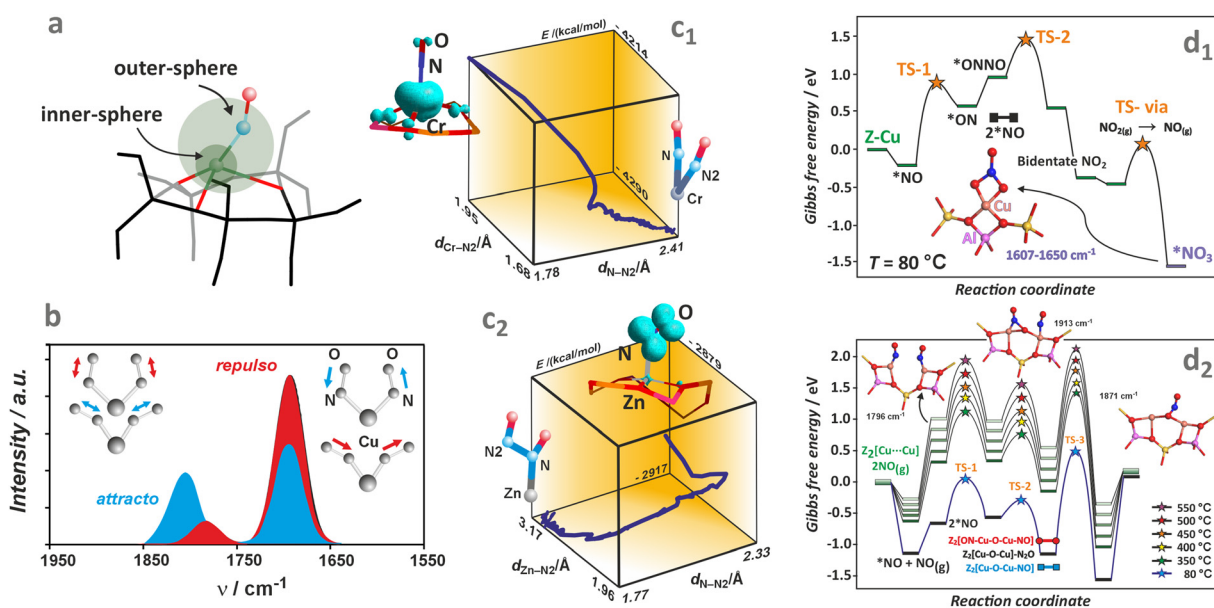 a
outer-sphere
inner-sphere
b
Intensity / a.u.
repulso
attracto
O
O
N
N
Cu
1950
1850
1750
1650
1550
ν / cm⁻¹
c₁
O
N
Cr
E /(kcal/mol)
- 4214
- 4290
N
N2
Cr
1.95
d Cr–N2/Å
1.68
1.78
d N–N2/Å
2.41
c₂
O
N
Zn
E /(kcal/mol)
- 2879
- 2917
N2
N
Zn
3.17
d Zn–N2/Å
1.96
1.77
d N–N2/Å
2.33
d₁
Gibbs free energy / eV
1.5
1.0
0.5
0.0
-0.5
-1.0
-1.5
TS-2
TS-1
*ONNO
*ON
2*NO
TS- via
NO₂(g) → NO(g)
Z-Cu
*NO
Bidentate NO₂
Cu
Al
1607-1650 cm⁻¹
*NO₃
T = 80 °C
Reaction coordinate
d₂
Gibbs free energy / eV
2.0
1.5
1.0
0.5
0.0
-0.5
-1.0
-1.5
1913 cm⁻¹
1796 cm⁻¹
1871 cm⁻¹
Z₂[Cu···Cu]
2NO(g)
TS-1
TS-2
TS-3
2*NO
*NO + NO(g)
Z₂[ON-Cu-O-Cu-NO]
Z₂[Cu-O-Cu]-N₂O
Z₂[Cu-O-Cu-NO]
550 °C
500 °C
450 °C
400 °C
350 °C
80 °C
Reaction coordinate